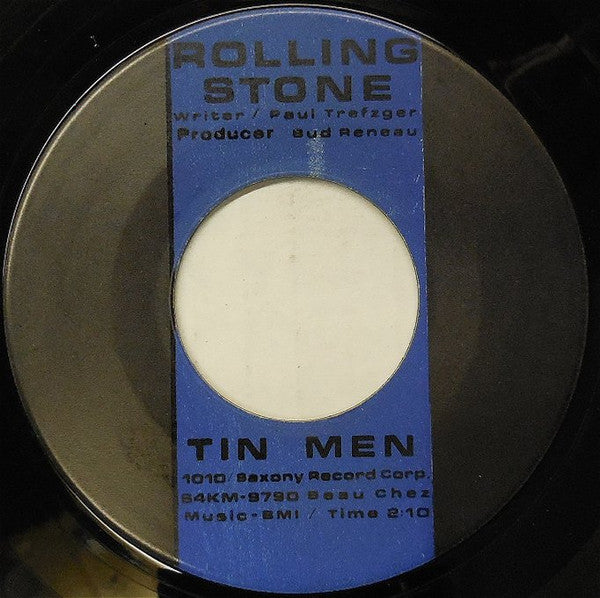 ROLLING
STONE
Writer / Paul Trefzger
Producer Bud Reneau
TIN MEN
1010/Saxony Record Corp.
S4KM-9790 Beau Chez
Music-BMI / Time 2:10